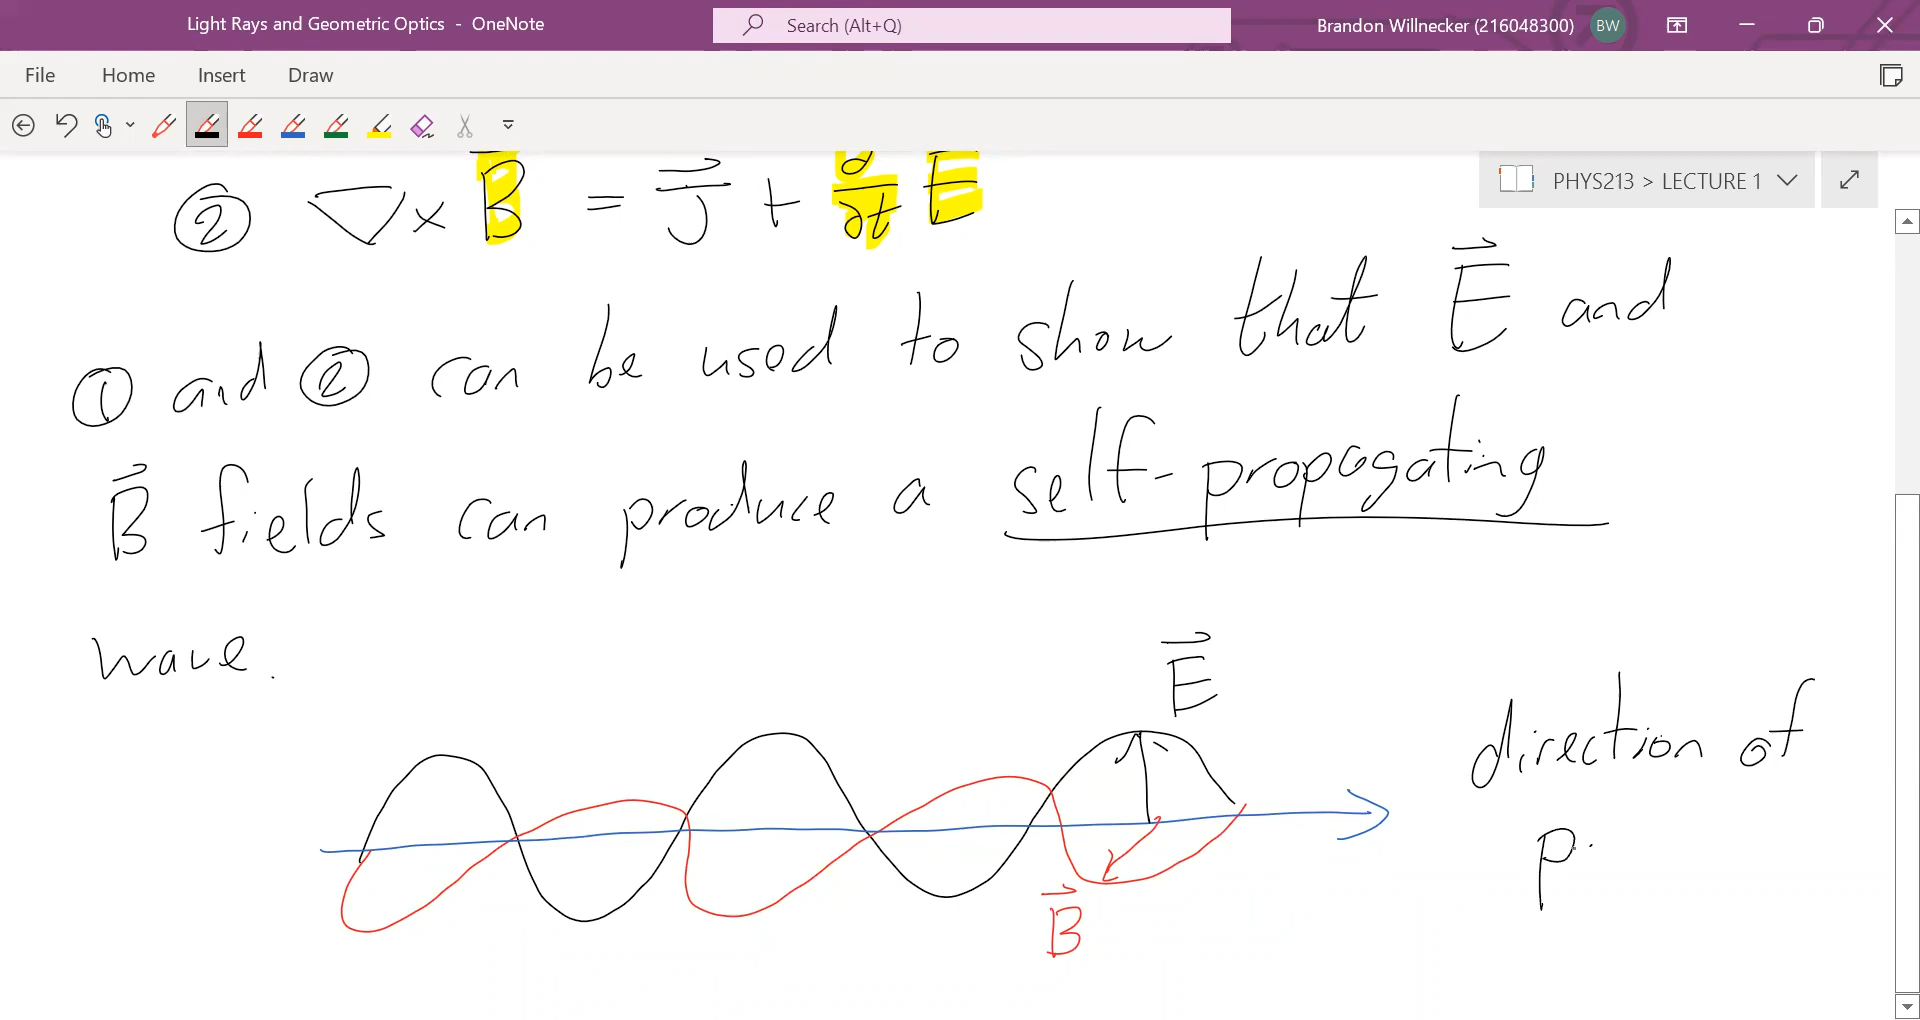 Light Rays and Geometric Optics - OneNote
Search (Alt+Q)
Brandon Willnecker (216048300) BW
File Home Insert Draw
PHYS213 > LECTURE 1
② ∇ × B⃗ = J⃗ + ∂/∂t E⃗
① and ② can be used to show that E⃗ and
B⃗ fields can produce a self-propagating
wave.
E⃗
direction of
p
B⃗